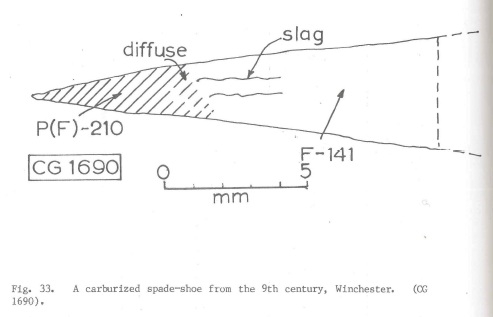 diffuse
slag
P(F)-210
F-141
CG 1690
0
5
mm
Fig. 33. A carburized spade-shoe from the 9th century, Winchester. (CG
1690).